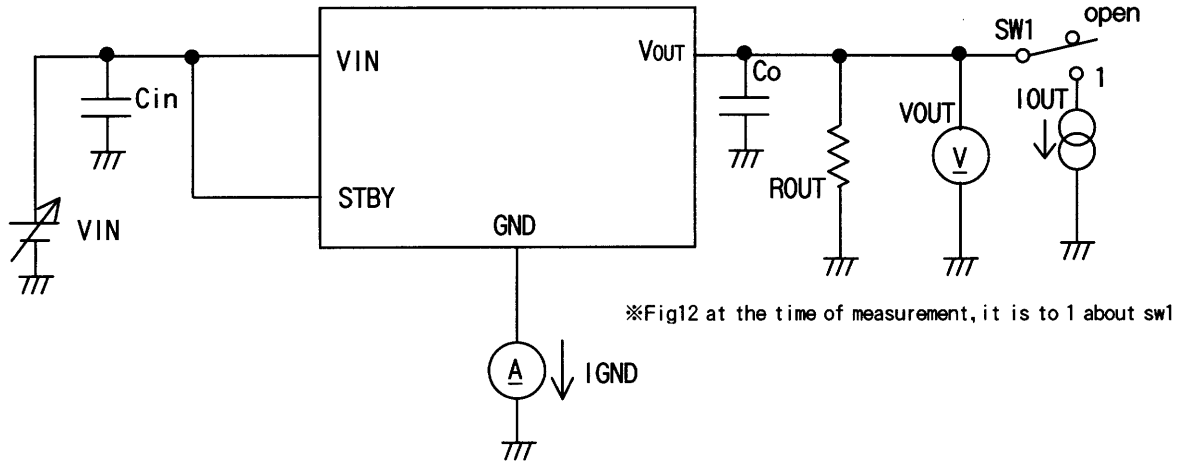 open
SW1
VIN
VOUT
Cin
Co
1
IOUT
VOUT
V
ROUT
STBY
VIN
GND
※Fig12 at the time of measurement, it is to 1 about sw1
A
IGND